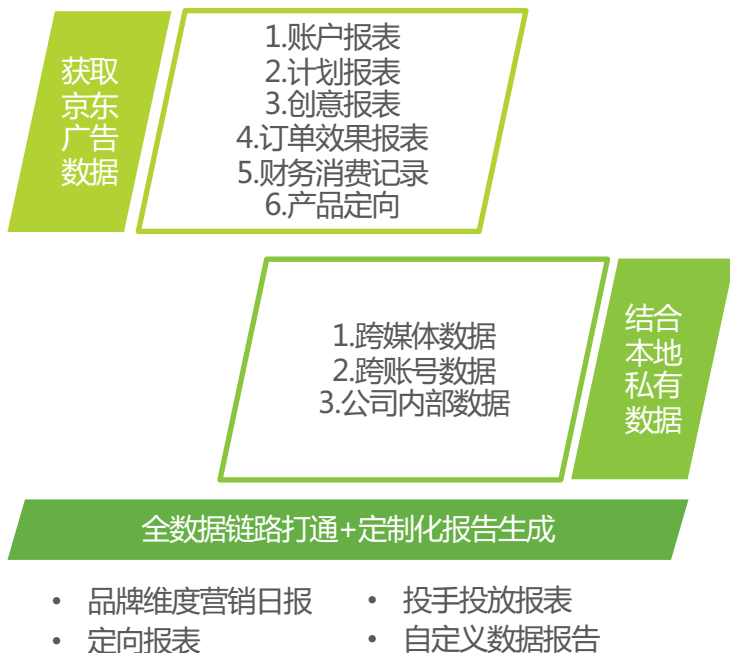 获取
京东
广告
数据
1.账户报表
2.计划报表
3.创意报表
4.订单效果报表
5.财务消费记录
6.产品定向
1.跨媒体数据
2.跨账号数据
3.公司内部数据
结合
本地
私有
数据
全数据链路打通+定制化报告生成
• 品牌维度营销日报
• 定向报表
• 投手投放报表
• 自定义数据报告